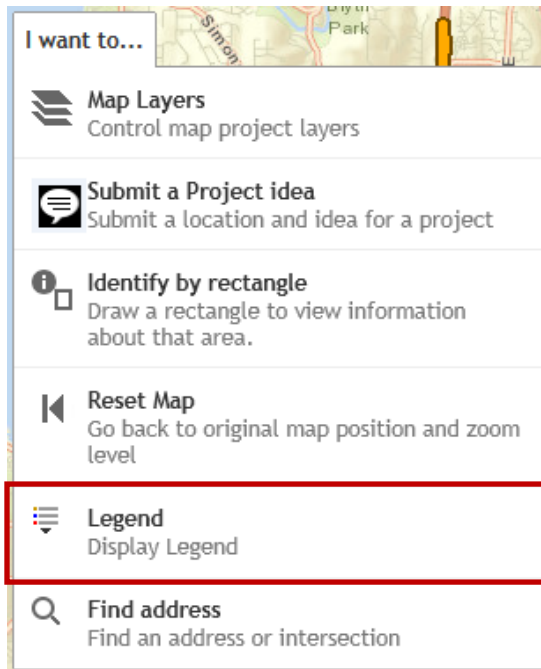 Park
Simon
I want to...
Map Layers
Control map project layers
Submit a Project idea
Submit a location and idea for a project
Identify by rectangle
Draw a rectangle to view information
about that area.
Reset Map
Go back to original map position and zoom
level
Legend
Display Legend
Find address
Find an address or intersection